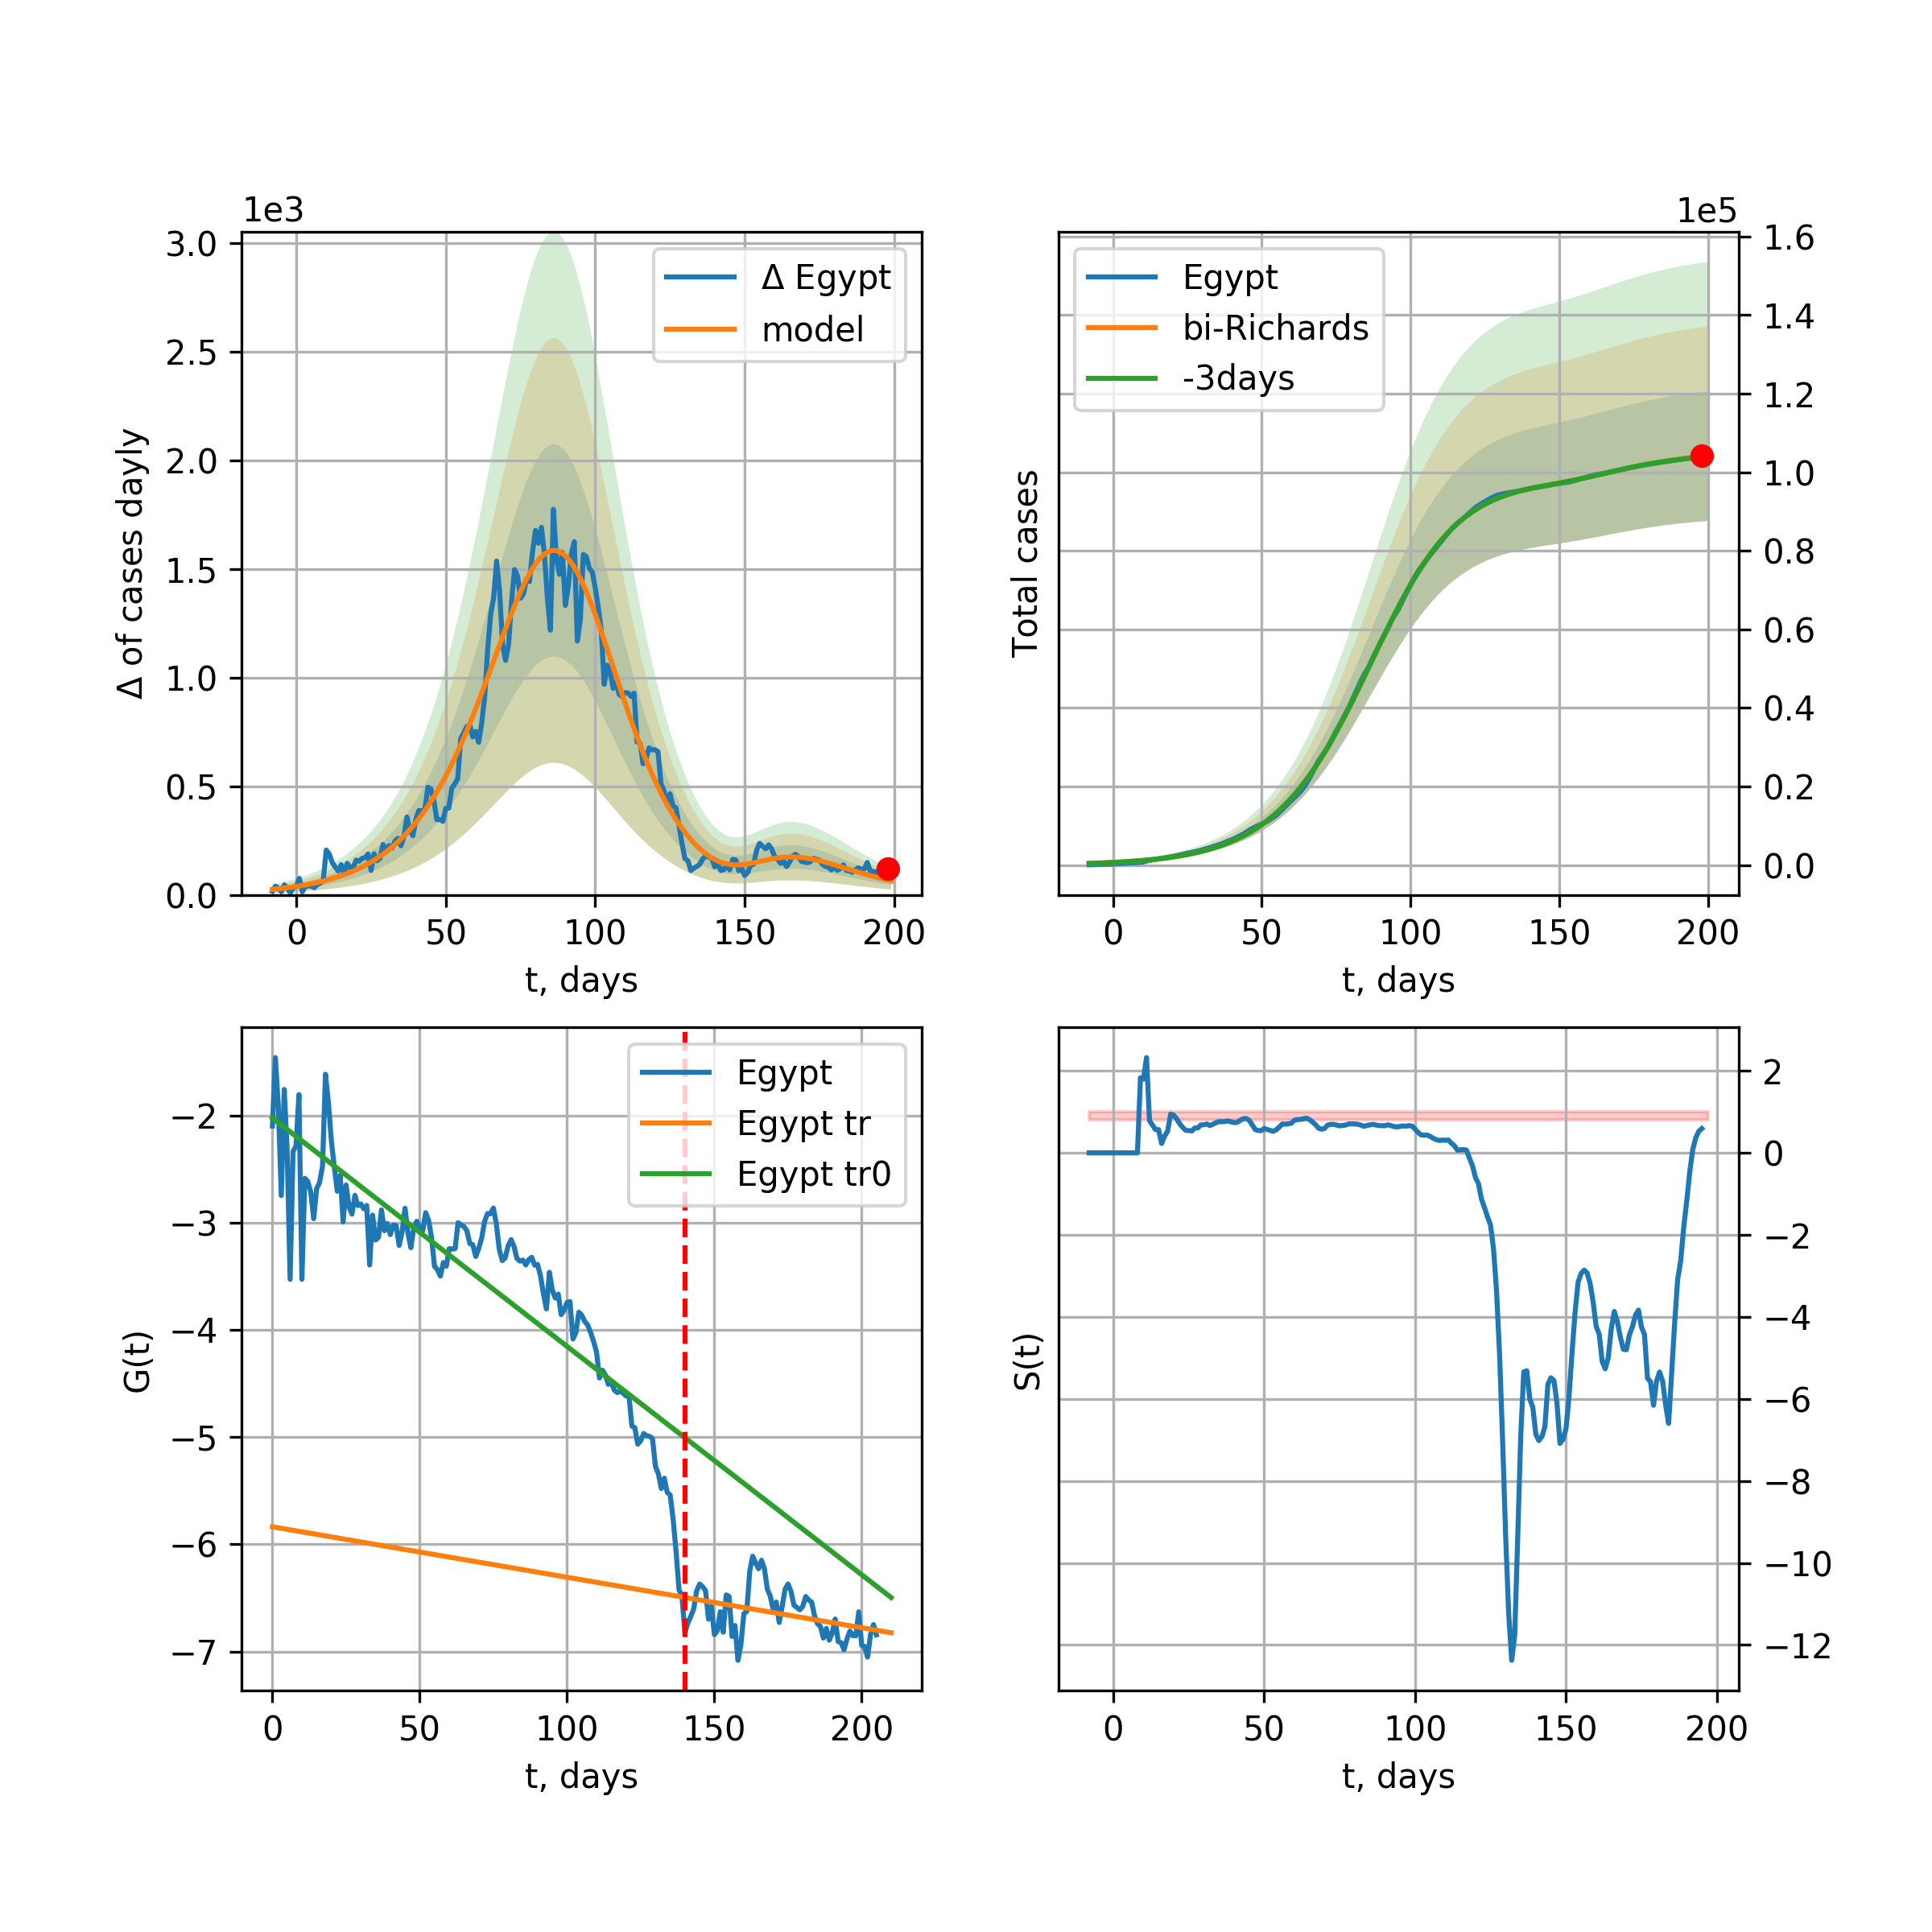 1e3
3.0
2.5
2.0
1.5
1.0
0.5
0.0
Δ of cases dayly
Δ Egypt
model
0 50 100 150 200
t, days
1e5
1.6
1.4
1.2
1.0
0.8
0.6
0.4
0.2
0.0
Total cases
Egypt
bi-Richards
-3days
0 50 100 150 200
t, days
−2
−3
−4
−5
−6
−7
G(t)
Egypt
Egypt tr
Egypt tr0
0 50 100 150 200
t, days
2
0
−2
−4
−6
−8
−10
−12
S(t)
0 50 100 150 200
t, days